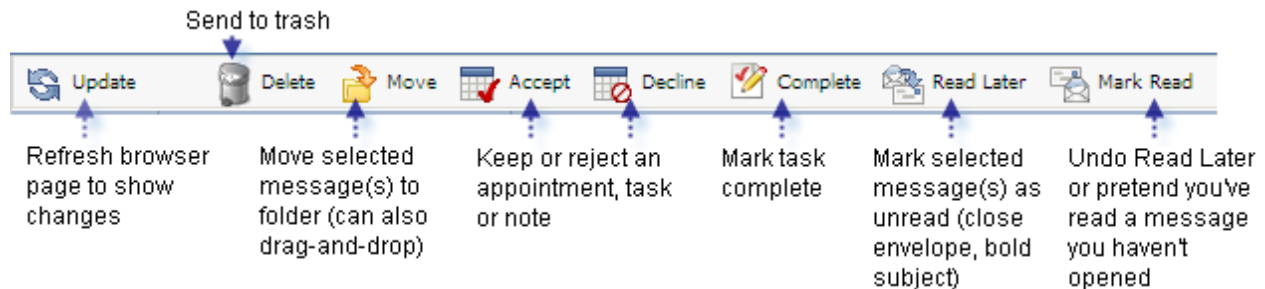 Send to trash
Update Delete Move Accept Decline Complete Read Later Mark Read
Refresh browser
page to show
changes
Move selected
message(s) to
folder (can also
drag-and-drop)
Keep or reject an
appointment, task
or note
Mark task
complete
Mark selected
message(s) as
unread (close
envelope, bold
subject)
Undo Read Later
or pretend you've
read a message
you haven't
opened